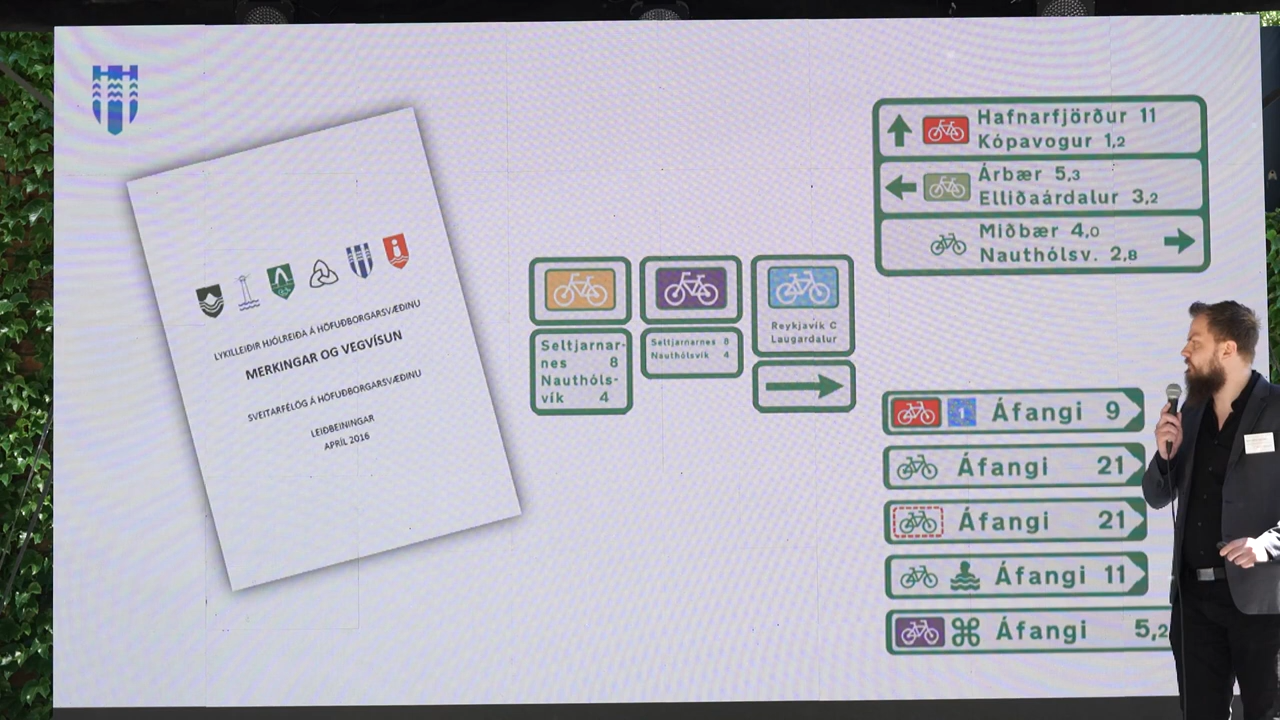 LYKILLEIÐIR HJÓLREIÐA Á HÖFUÐBORGARSVÆÐINU
MERKINGAR OG VEGVÍSUN
SVEITARFÉLÖG Á HÖFUÐBORGARSVÆÐINU
LEIÐBEININGAR
APRÍL 2016
Seltjarnar-
nes 8
Nauthóls-
vík 4
Seltjarnarnes 8
Nauthólsvík 4
Reykjavík C
Laugardalur
Hafnarfjörður 11
Kópavogur 1,2
Árbær 5,3
Elliðaárdalur 3,2
Miðbær 4,0
Nauthólsv. 2,8
1
Áfangi 9
Áfangi 21
Áfangi 21
Áfangi 11
Áfangi 5,2